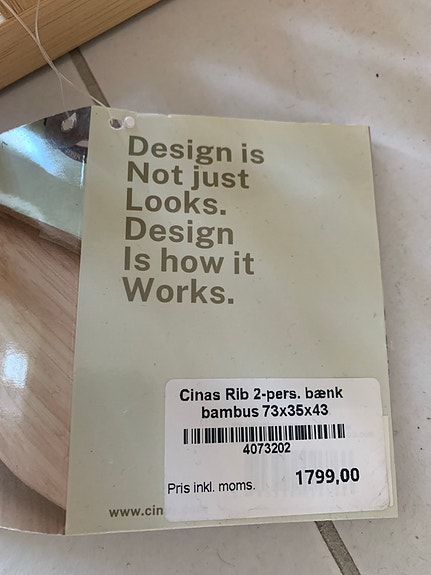 Design is
Not just
Looks.
Design
Is how it
Works.
Cinas Rib 2-pers. bænk
bambus 73x35x43
4073202
Pris inkl. moms. 1799,00